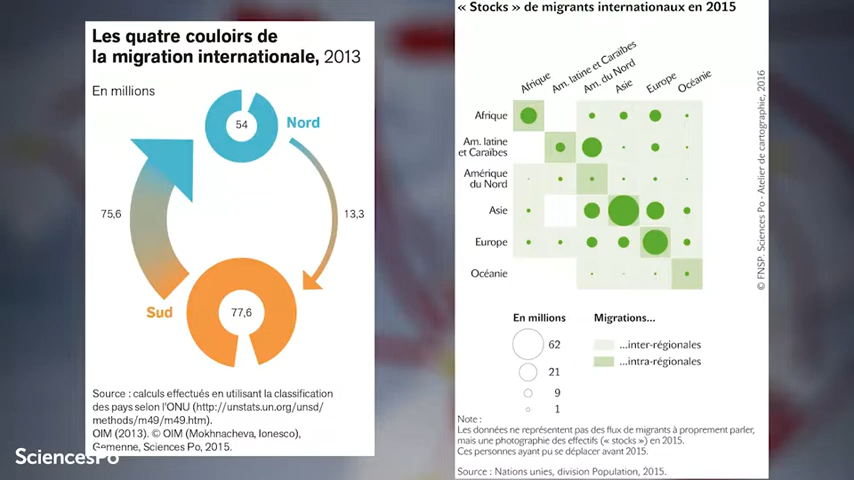 Les quatre couloirs de
la migration internationale, 2013
En millions
54
Nord
75,6
13,3
Sud
77,6
Source : calculs effectués en utilisant la classification
des pays selon l'ONU (http://unstats.un.org/unsd/
methods/m49/m49.htm).
OIM (2013). © OIM (Mokhnacheva, Ionesco),
Gemenne, Sciences Po, 2015.
SciencesPo
« Stocks » de migrants internationaux en 2015
Afrique
Am. latine et Caraïbes
Am. du Nord
Asie
Europe
Océanie
Afrique
Am. latine
et Caraïbes
Amérique
du Nord
Asie
Europe
Océanie
En millions
62
21
9
1
Migrations...
...inter-régionales
...intra-régionales
Note :
Les données ne représentent pas des flux de migrants à proprement parler,
mais une photographie des effectifs (« stocks ») en 2015.
Ces personnes ayant pu se déplacer avant 2015.
Source : Nations unies, division Population, 2015.
© FNSP. Sciences Po - Atelier de cartographie, 2016